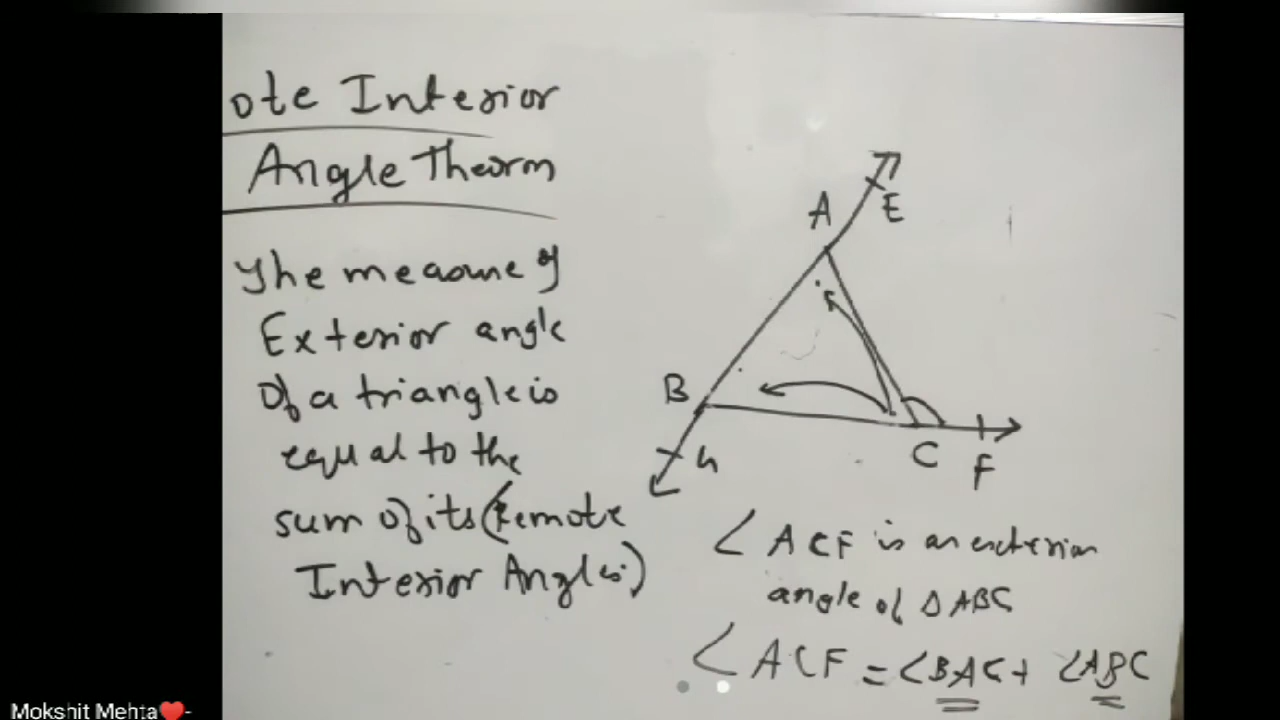 ote Interior
Angle Theorm
The measure of
Exterior angle
Of a triangle is
equal to the
sum of its (Remote
Interior Angles.)
A
E
B
h
C
F
∠ ACF is an exterior
angle of △ ABC
∠ ACF = ∠BAC + ∠ABC
Mokshit Mehta❤️-